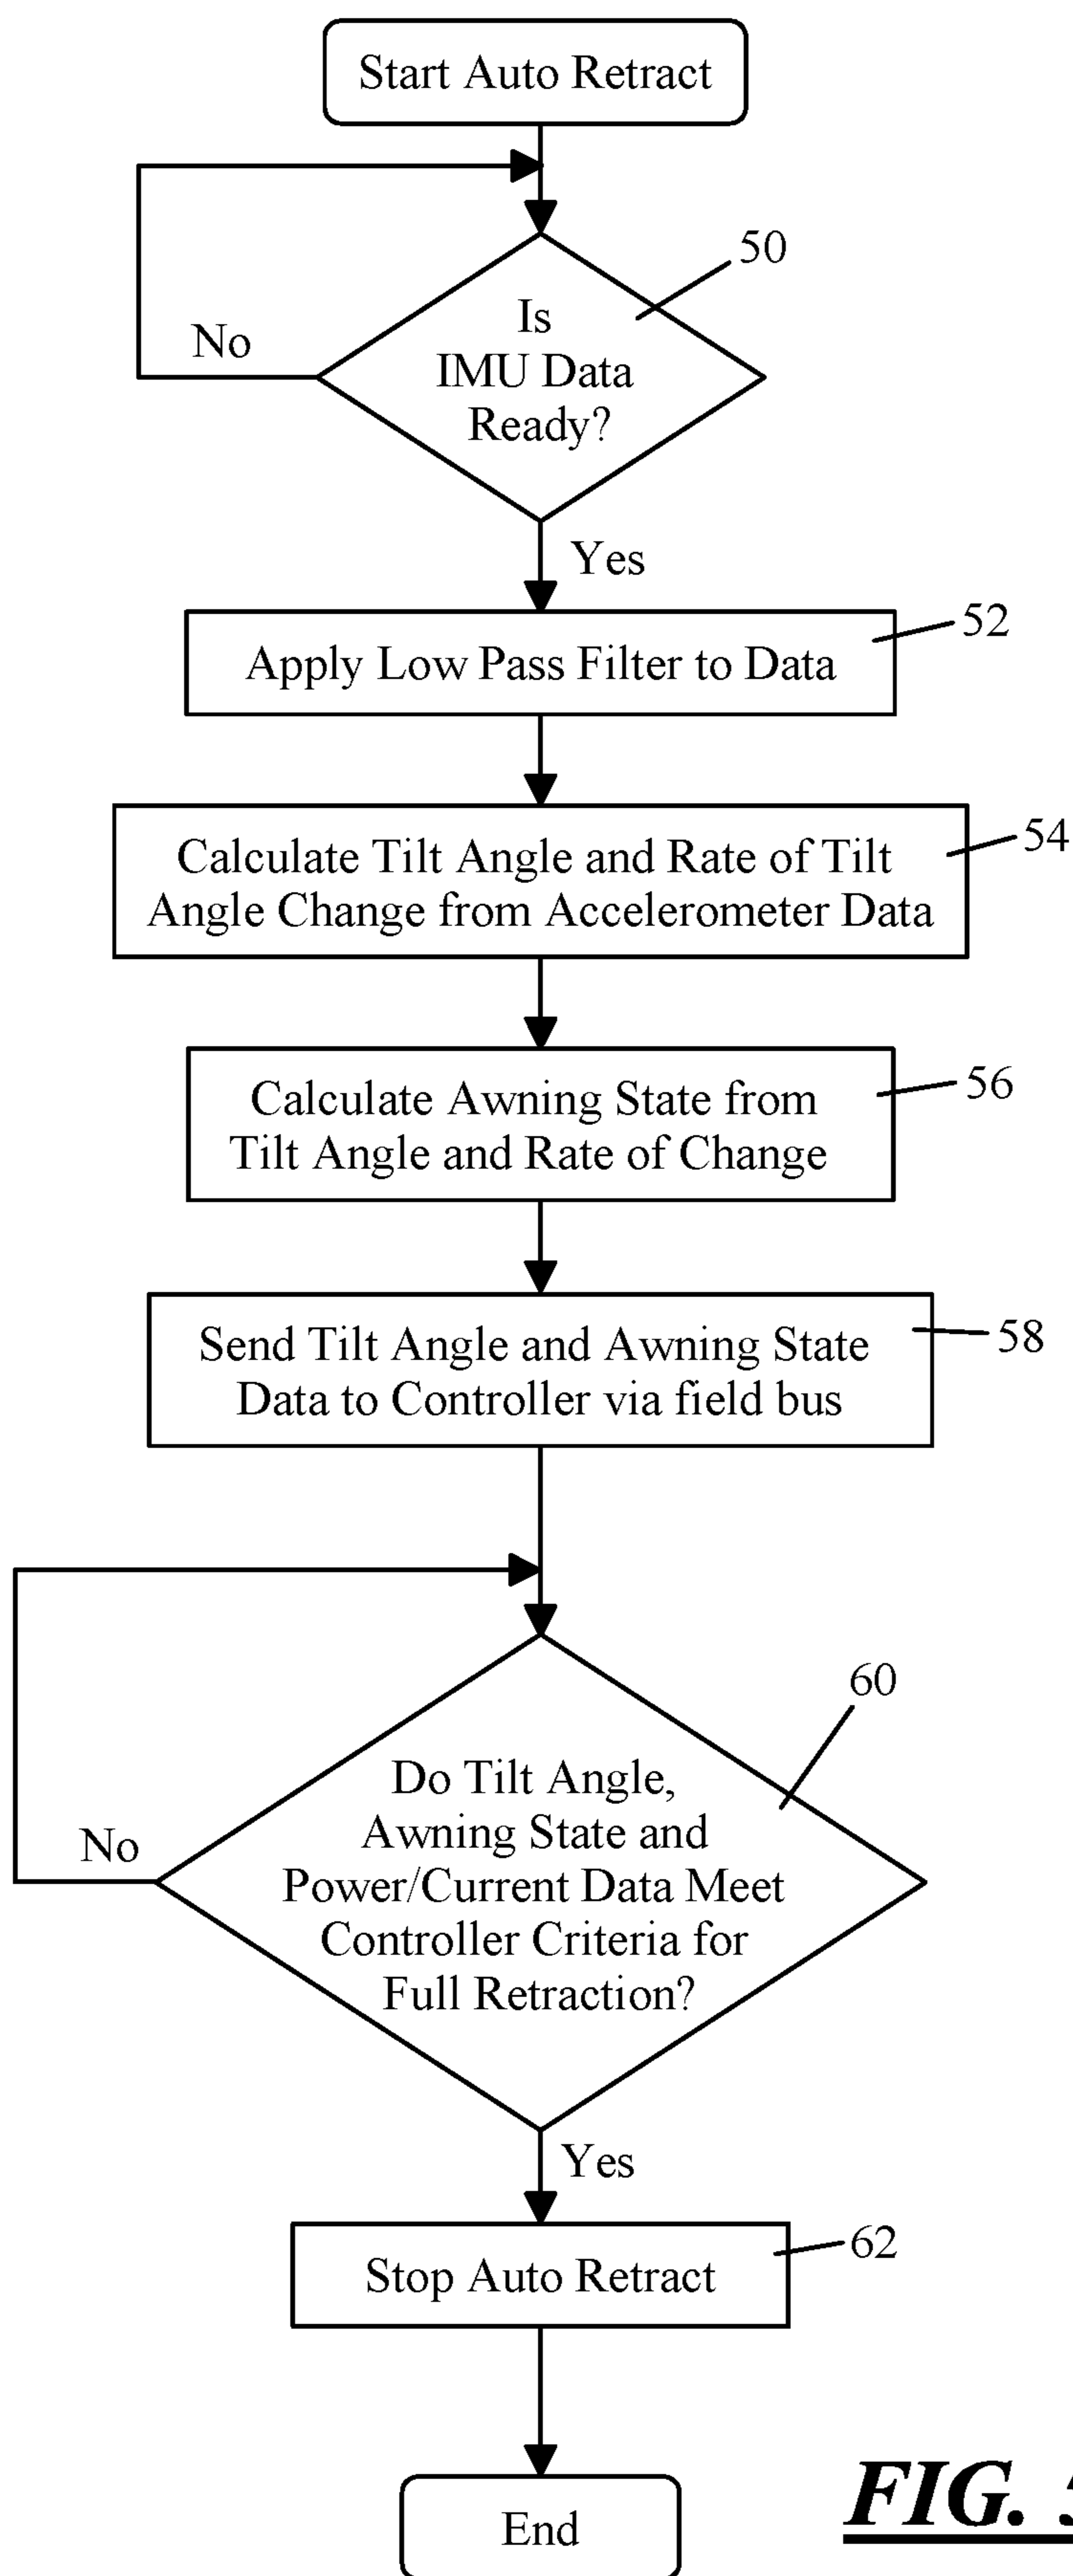 Start Auto Retract
50
Is
IMU Data
Ready?
No
Yes
52
Apply Low Pass Filter to Data
54
Calculate Tilt Angle and Rate of Tilt
Angle Change from Accelerometer Data
56
Calculate Awning State from
Tilt Angle and Rate of Change
58
Send Tilt Angle and Awning State
Data to Controller via field bus
60
Do Tilt Angle,
Awning State and
Power/Current Data Meet
Controller Criteria for
Full Retraction?
No
Yes
62
Stop Auto Retract
End
FIG.